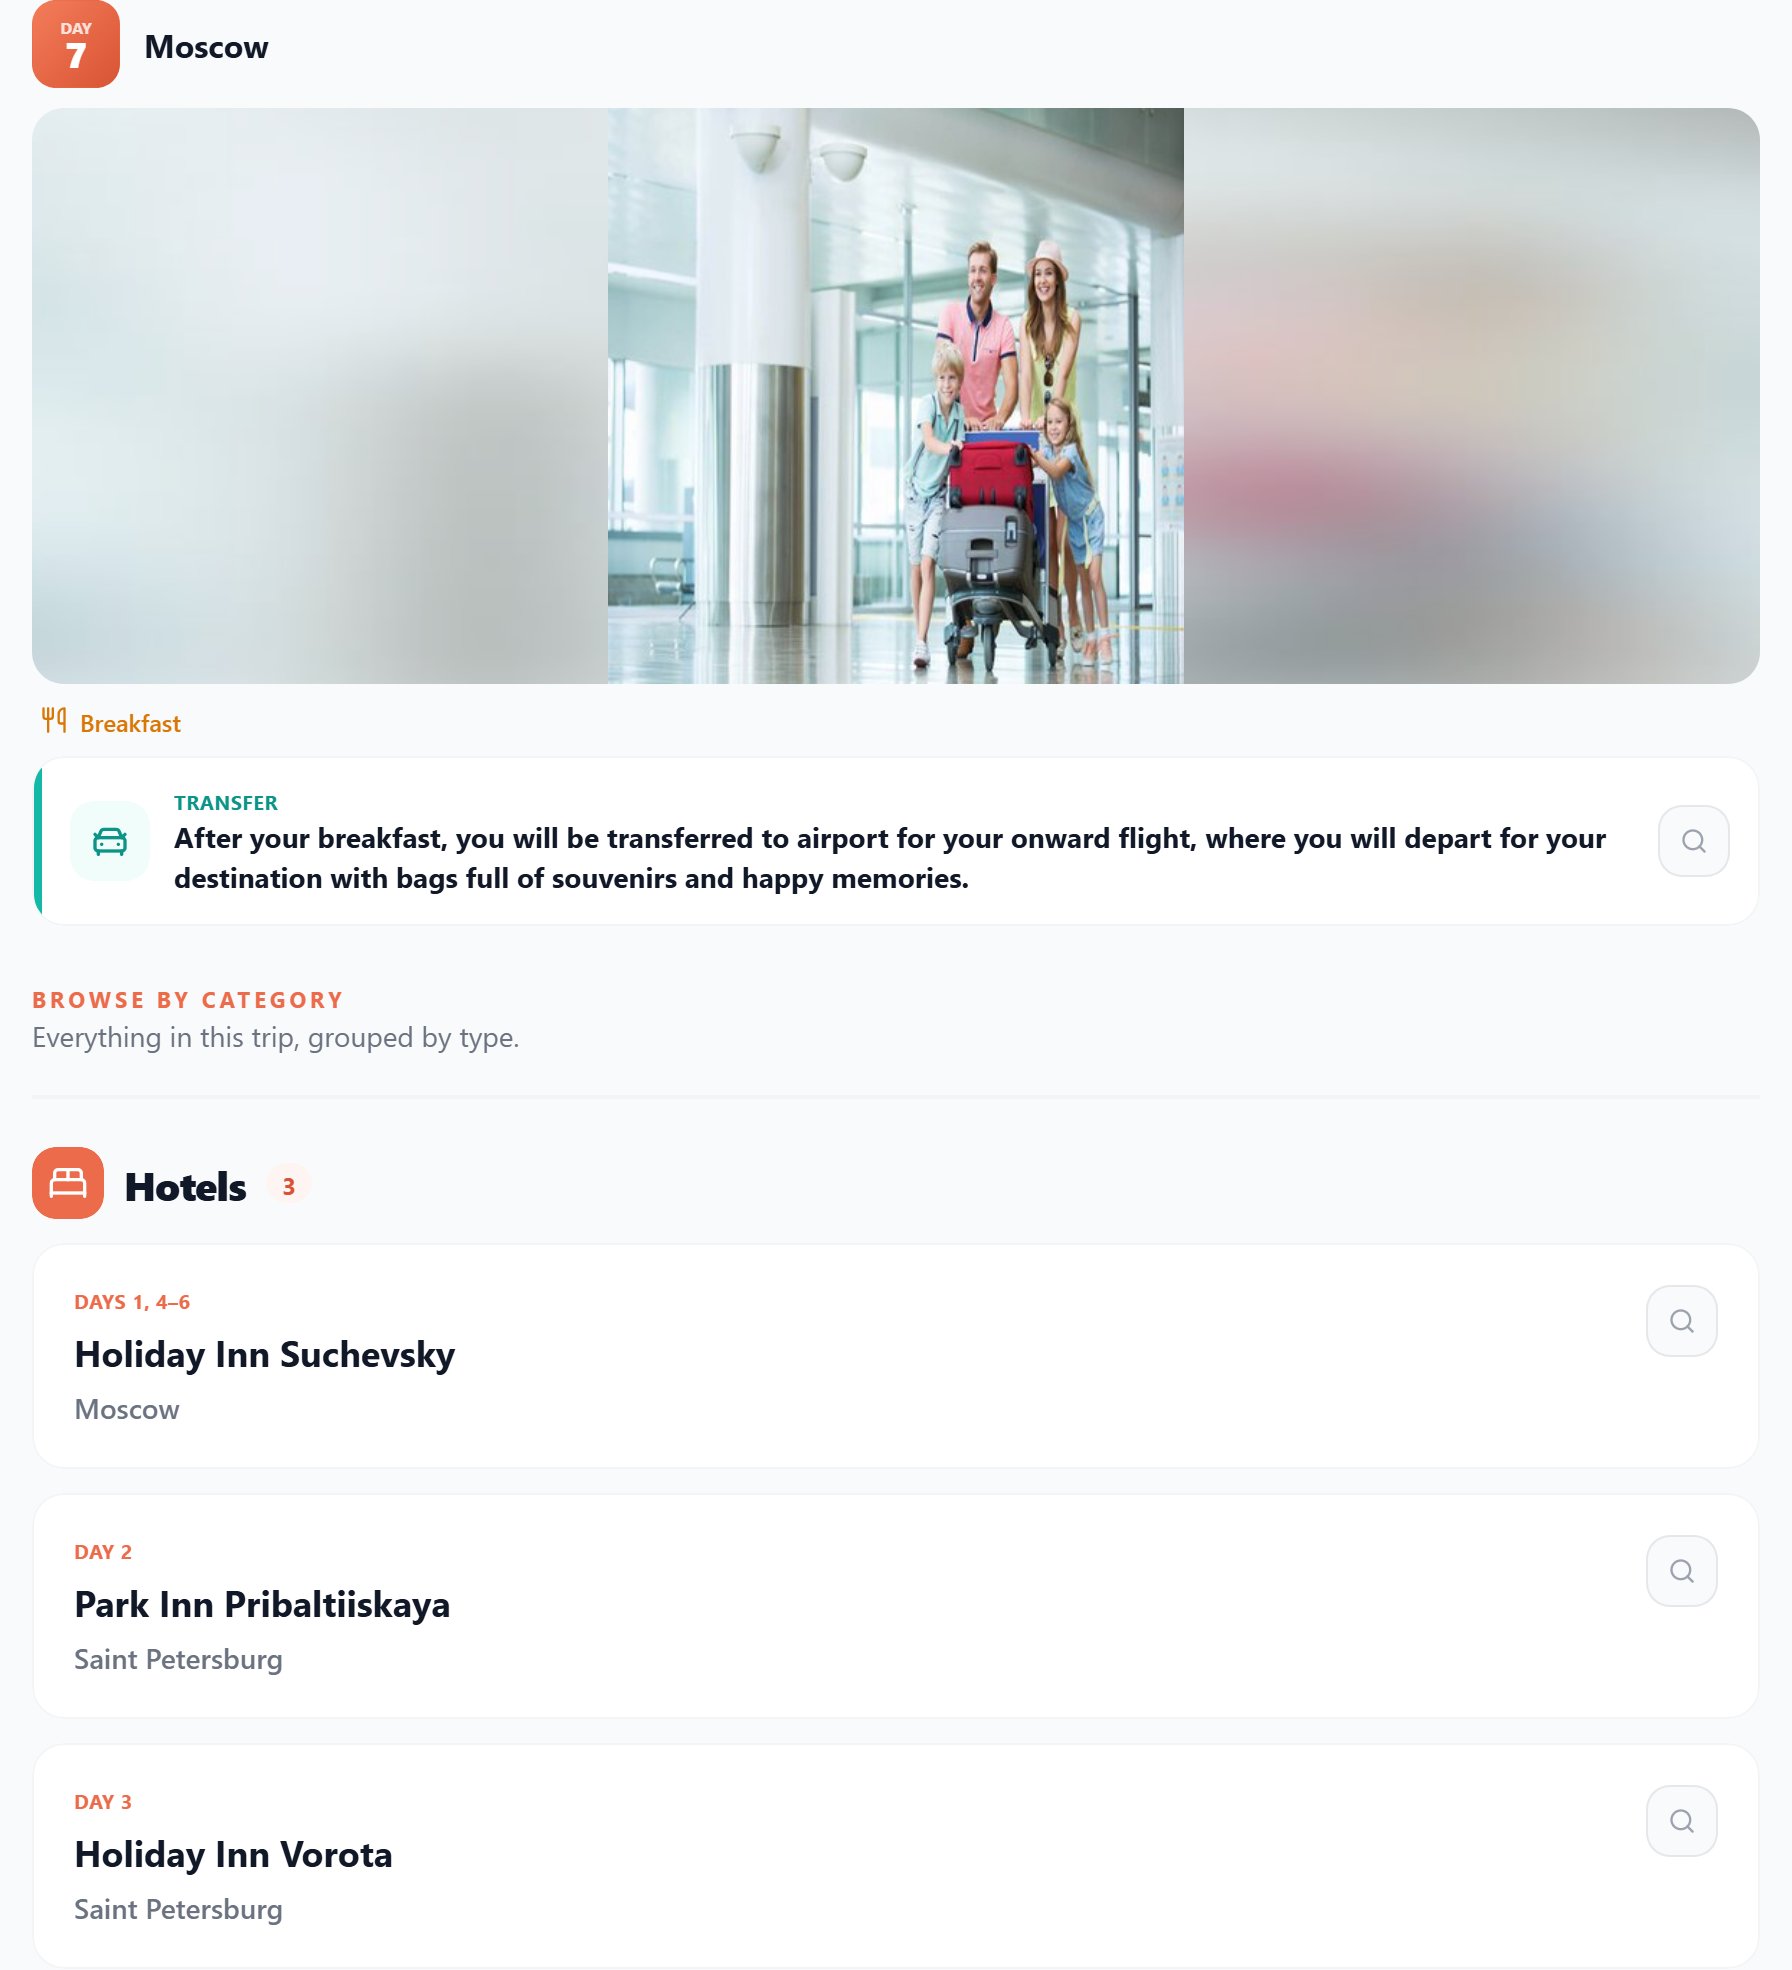 DAY
7
Moscow
Breakfast
TRANSFER
After your breakfast, you will be transferred to airport for your onward flight, where you will depart for your
destination with bags full of souvenirs and happy memories.
BROWSE BY CATEGORY
Everything in this trip, grouped by type.
Hotels 3
DAYS 1, 4–6
Holiday Inn Suchevsky
Moscow
DAY 2
Park Inn Pribaltiiskaya
Saint Petersburg
DAY 3
Holiday Inn Vorota
Saint Petersburg